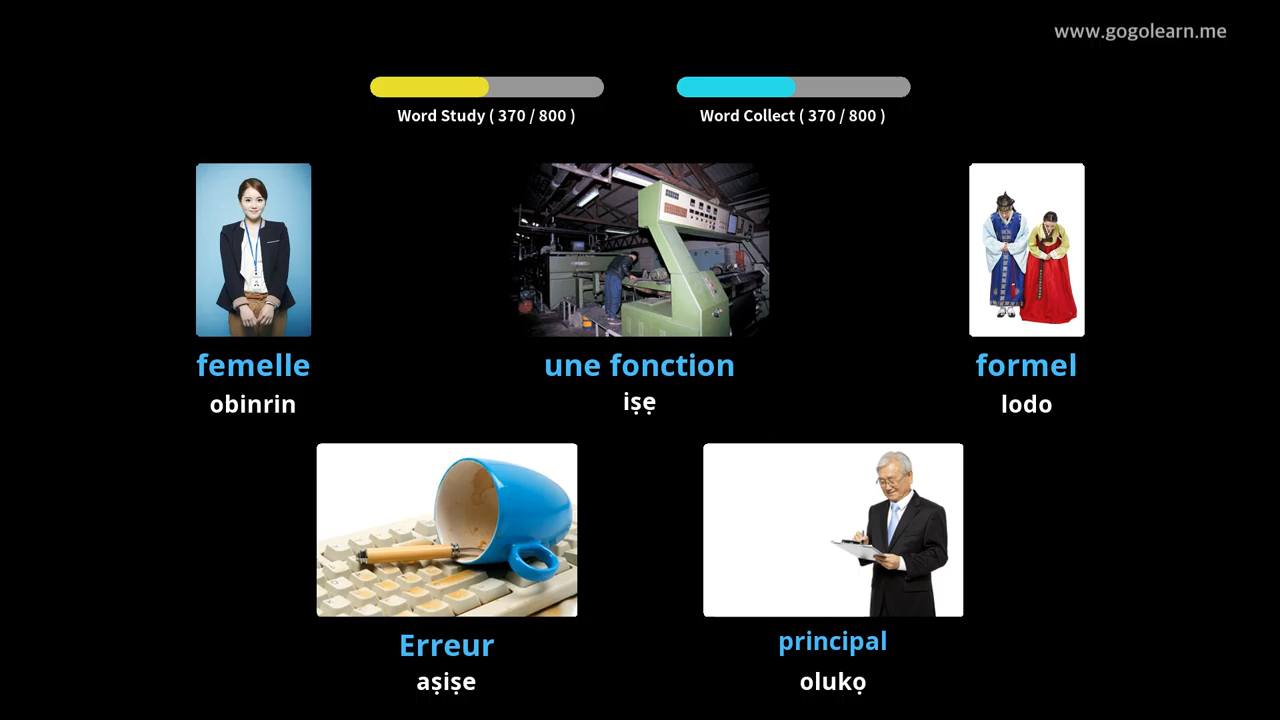 www.gogolearn.me
Word Study ( 370 / 800 )
Word Collect ( 370 / 800 )
femelle
obinrin
une fonction
iṣẹ
formel
lodo
Erreur
aṣiṣe
principal
olukọ